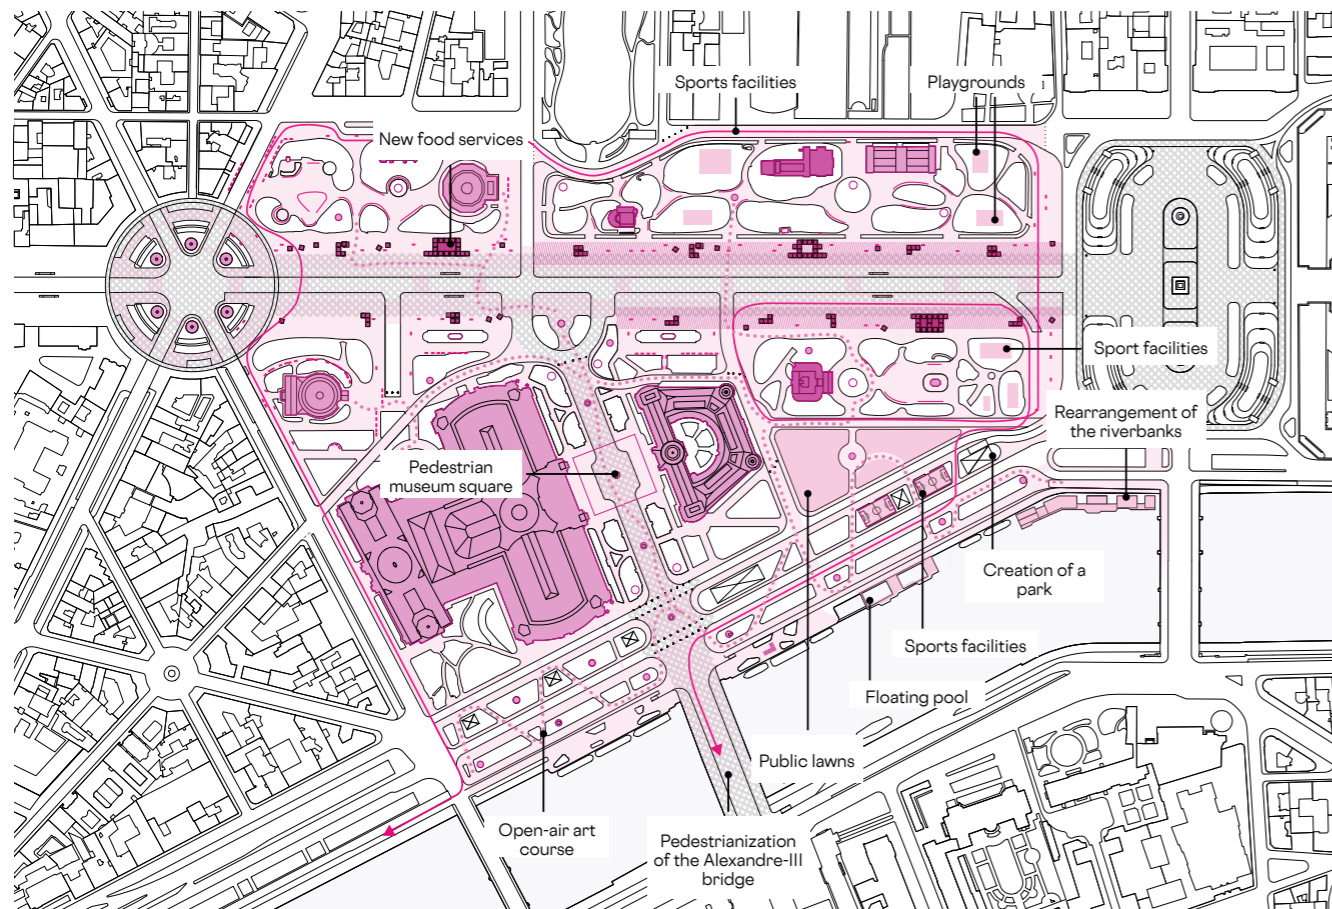 Sports facilities
Playgrounds
New food services
Sport facilities
Rearrangement of
the riverbanks
Pedestrian
museum square
Creation of a
park
Sports facilities
Floating pool
Public lawns
Open-air art
course
Pedestrianization
of the Alexandre-III
bridge